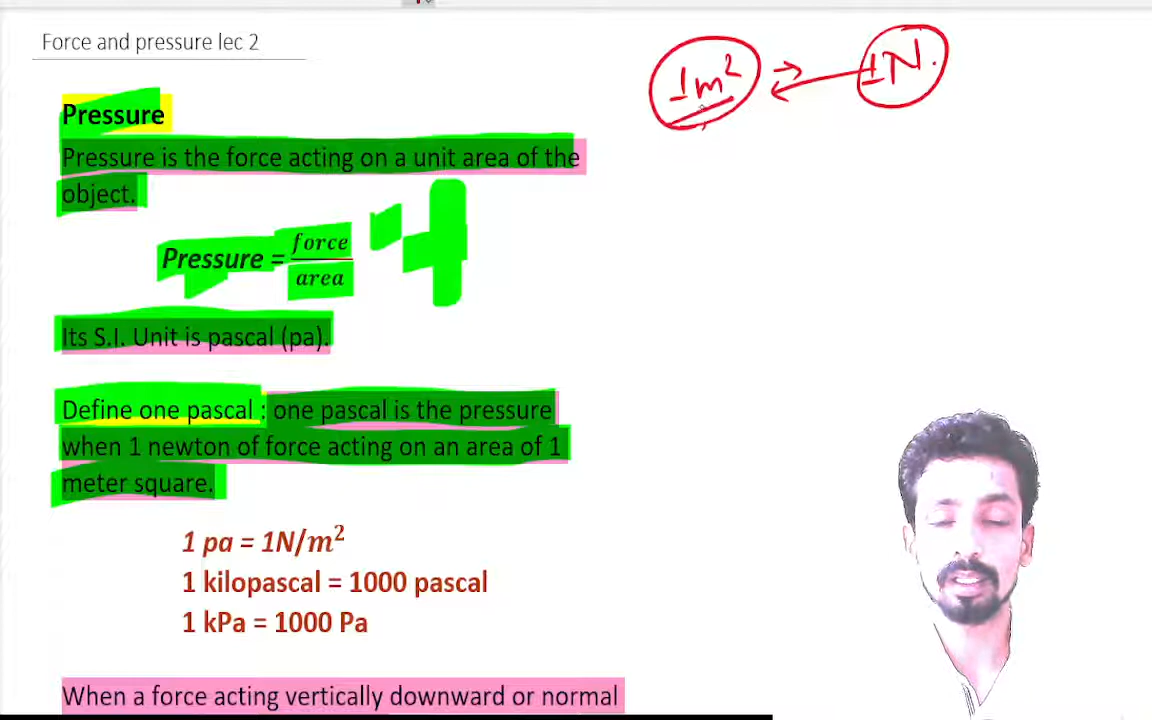 Force and pressure lec 2
1m² 1N.
Pressure
Pressure is the force acting on a unit area of the
object.
Pressure = force/area
Its S.I. Unit is pascal (pa).
Define one pascal : one pascal is the pressure
when 1 newton of force acting on an area of 1
meter square.
1 pa = 1N/m²
1 kilopascal = 1000 pascal
1 kPa = 1000 Pa
When a force acting vertically downward or normal